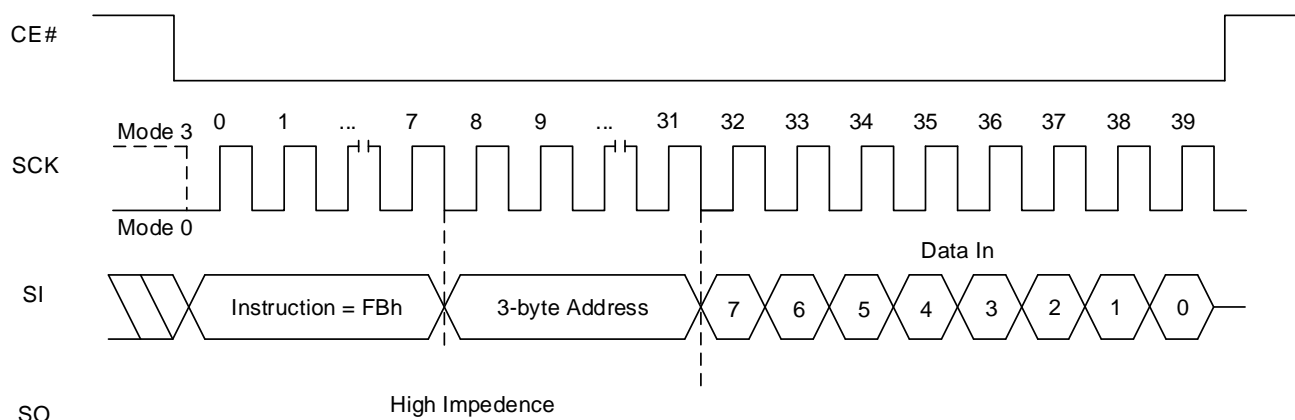 CE#
Mode 3
0 1 ... 7 8 9 ... 31 32 33 34 35 36 37 38 39
SCK
Mode 0
Data In
SI
Instruction = FBh
3-byte Address
7 6 5 4 3 2 1 0
High Impedence
SO